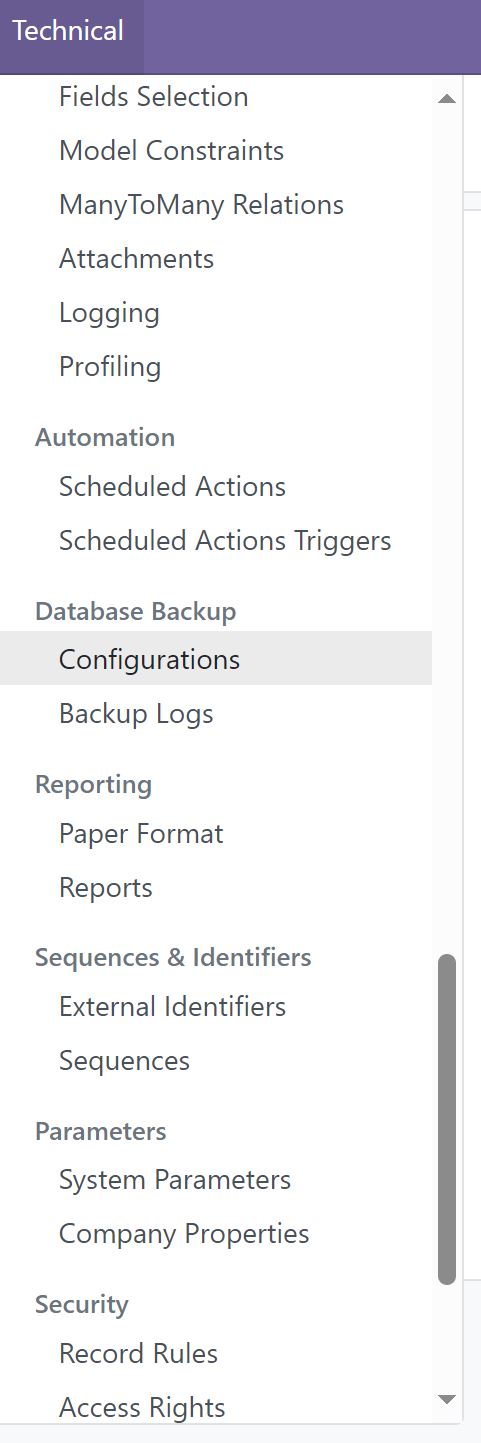 Technical
Fields Selection
Model Constraints
ManyToMany Relations
Attachments
Logging
Profiling
Automation
Scheduled Actions
Scheduled Actions Triggers
Database Backup
Configurations
Backup Logs
Reporting
Paper Format
Reports
Sequences & Identifiers
External Identifiers
Sequences
Parameters
System Parameters
Company Properties
Security
Record Rules
Access Rights